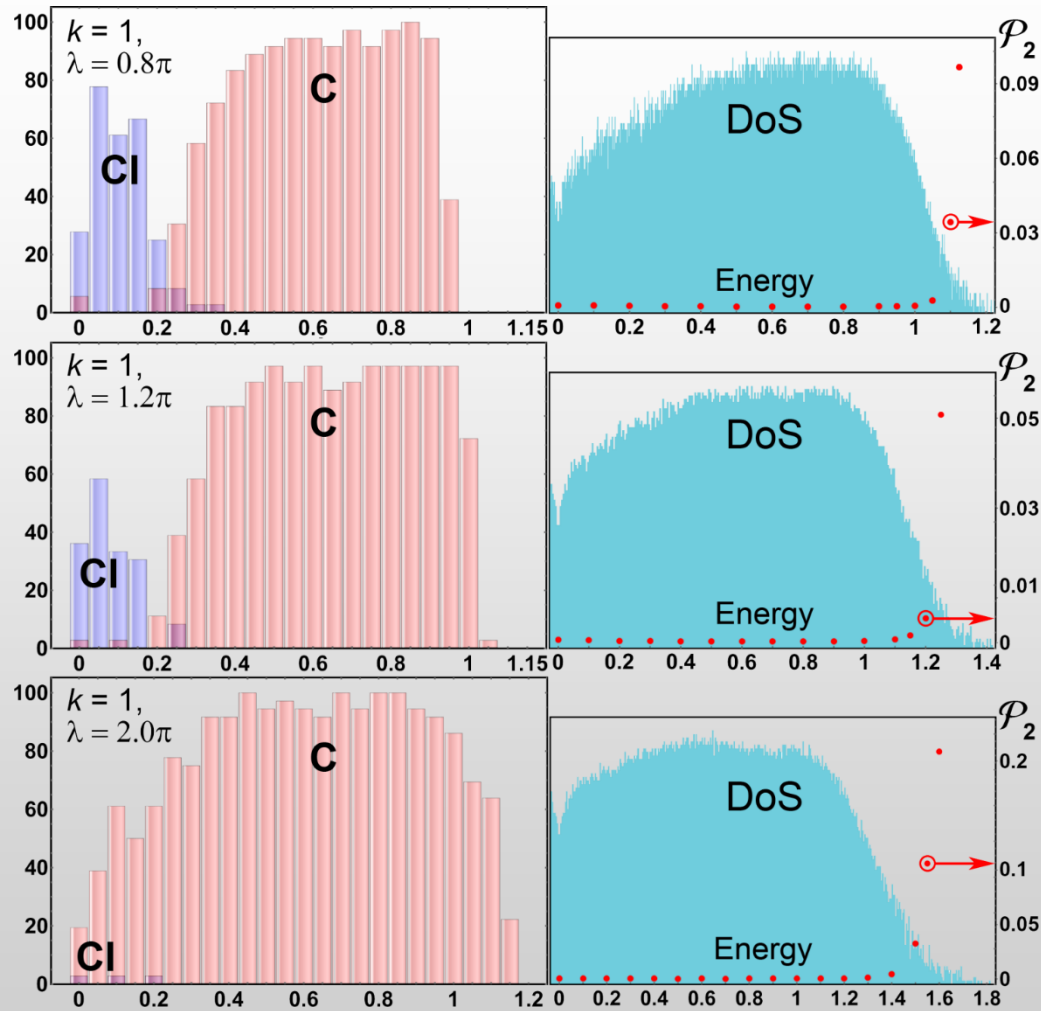 100
80
60
40
20
0
k = 1,
λ = 0.8π
CI
C
0 0.2 0.4 0.6 0.8 1 1.15
𝒫 2
0.09
0.06
0.03
0
DoS
Energy
0 0.2 0.4 0.6 0.8 1 1.2
100
80
60
40
20
0
k = 1,
λ = 1.2π
CI
C
0 0.2 0.4 0.6 0.8 1 1.15
𝒫 2
0.05
0.03
0.01
0
DoS
Energy
0 0.2 0.4 0.6 0.8 1 1.2 1.4
100
80
60
40
20
0
k = 1,
λ = 2.0π
CI
C
0 0.2 0.4 0.6 0.8 1 1.2
𝒫 2
0.2
0.1
0.05
0
DoS
Energy
0 0.2 0.4 0.6 0.8 1 1.2 1.4 1.6 1.8